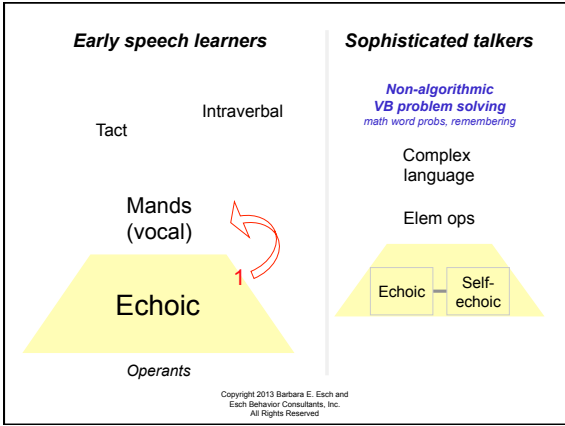 Early speech learners
Intraverbal
Tact
Mands
(vocal)
1
Echoic
Operants
Sophisticated talkers
Non-algorithmic
VB problem solving
math word probs, remembering
Complex
language
Elem ops
Echoic
Self-
echoic
Copyright 2013 Barbara E. Esch and
Esch Behavior Consultants, Inc.
All Rights Reserved